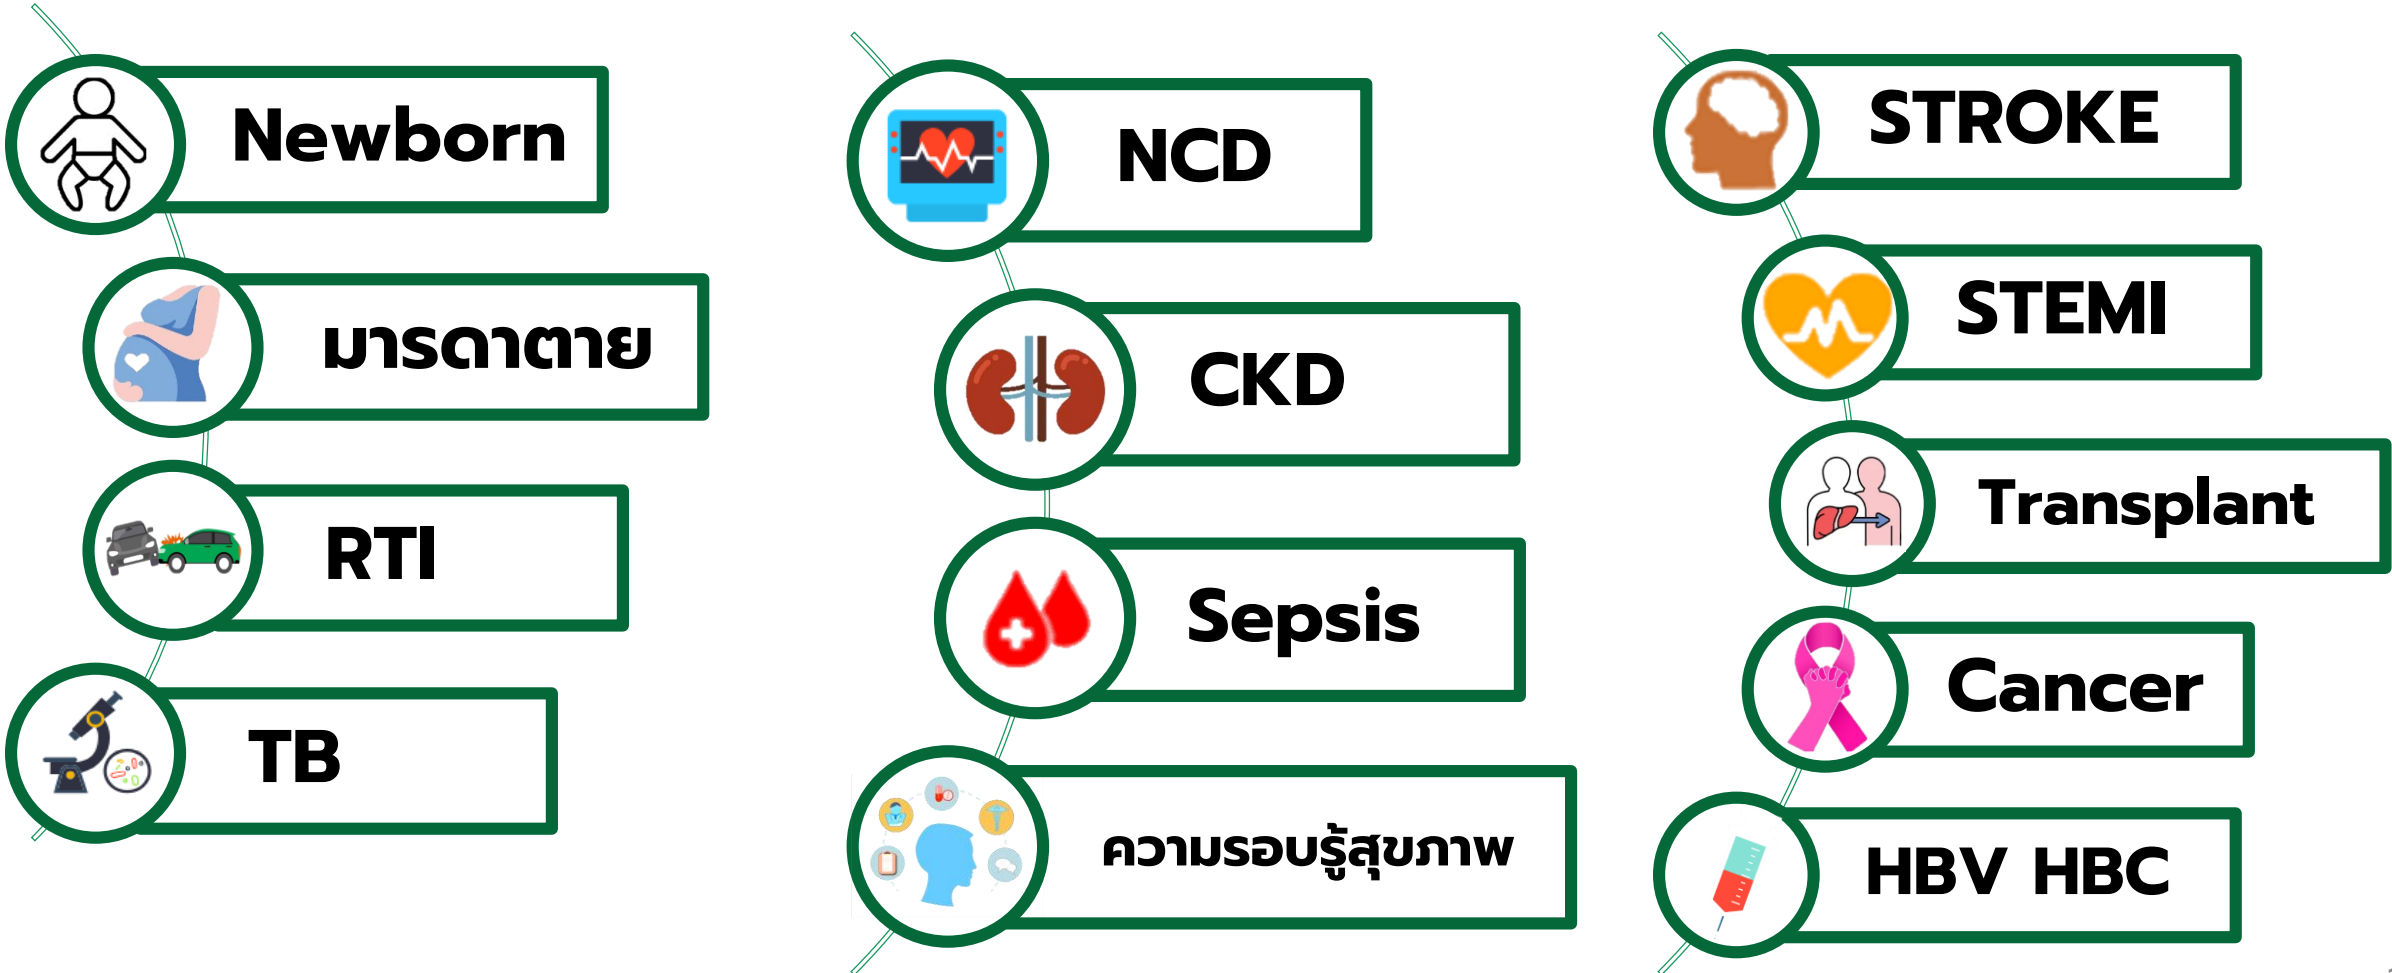 Newborn
มารดาตาย
RTI
TB
NCD
CKD
Sepsis
ความรอบรู้สุขภาพ
STROKE
STEMI
Transplant
Cancer
HBV HBC